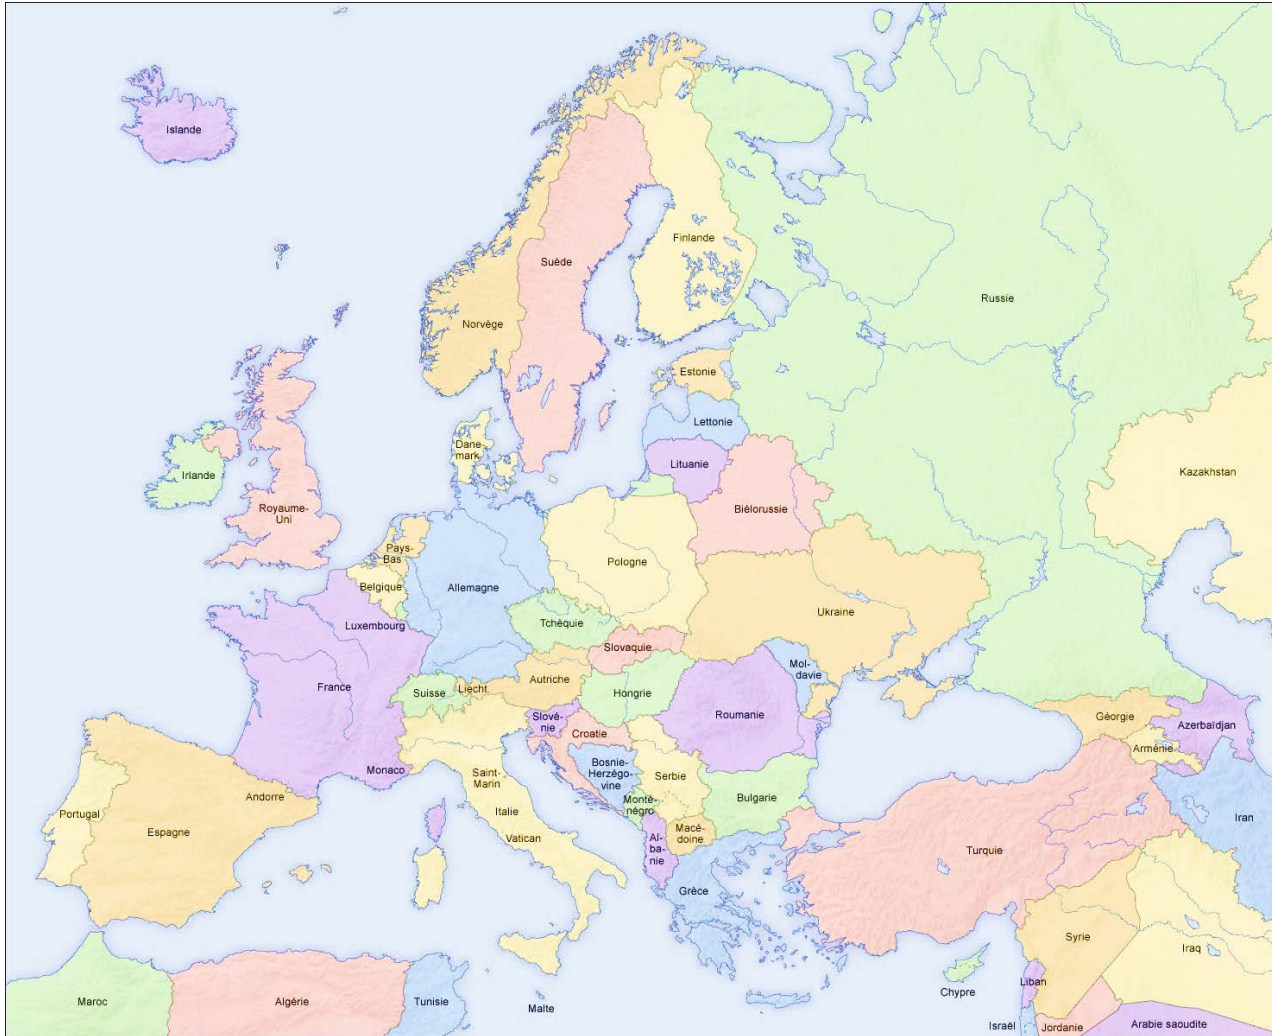 Islande
Finlande
Suède
Russie
Norvège
Estonie
Lettonie
Dane-
mark
Lituanie
Irlande
Kazakhstan
Royaume-
Uni
Biélorussie
Pays-
Bas
Pologne
Belgique
Allemagne
Ukraine
Tchéquie
Luxembourg
Slovaquie
Mol-
davie
Autriche
Liecht.
Suisse
Hongrie
France
Roumanie
Slové-
nie
Géorgie
Azerbaïdjan
Croatie
Arménie
Monaco
Bosnie-
Herzégo-
vine
Saint-
Marin
Serbie
Andorre
Bulgarie
Monté-
négro
Portugal
Italie
Iran
Espagne
Vatican
Macé-
doine
Al-
ba-
nie
Turquie
Grèce
Syrie
Iraq
Liban
Chypre
Maroc
Algérie
Tunisie
Malte
Israël
Jordanie
Arabie saoudite